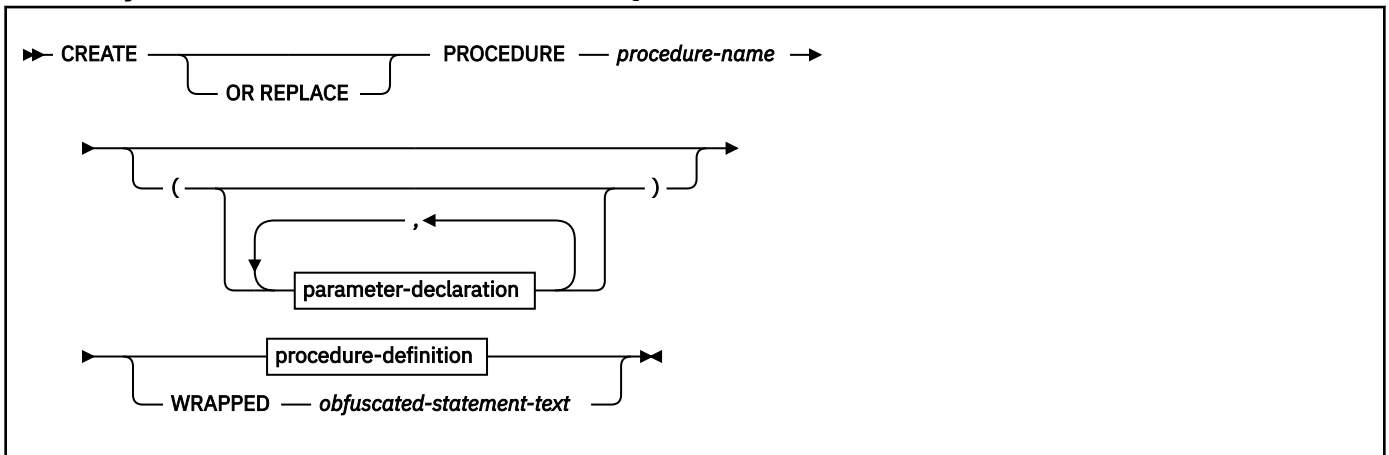 CREATE PROCEDURE procedure-name
OR REPLACE
( )
,
parameter-declaration
procedure-definition
WRAPPED obfuscated-statement-text